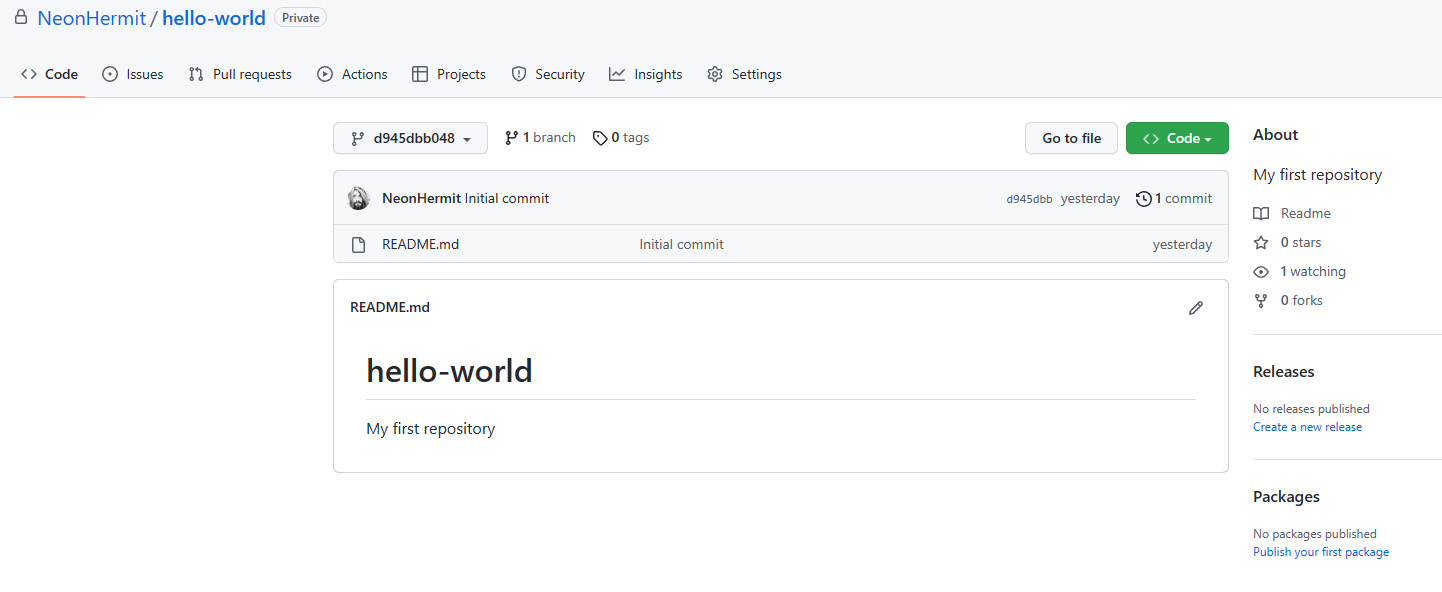 NeonHermit / hello-world Private
Code Issues Pull requests Actions Projects Security Insights Settings
d945dbb048 1 branch 0 tags Go to file Code
NeonHermit Initial commit d945dbb yesterday 1 commit
README.md Initial commit yesterday
README.md
hello-world
My first repository
About
My first repository
Readme
0 stars
1 watching
0 forks
Releases
No releases published
Create a new release
Packages
No packages published
Publish your first package